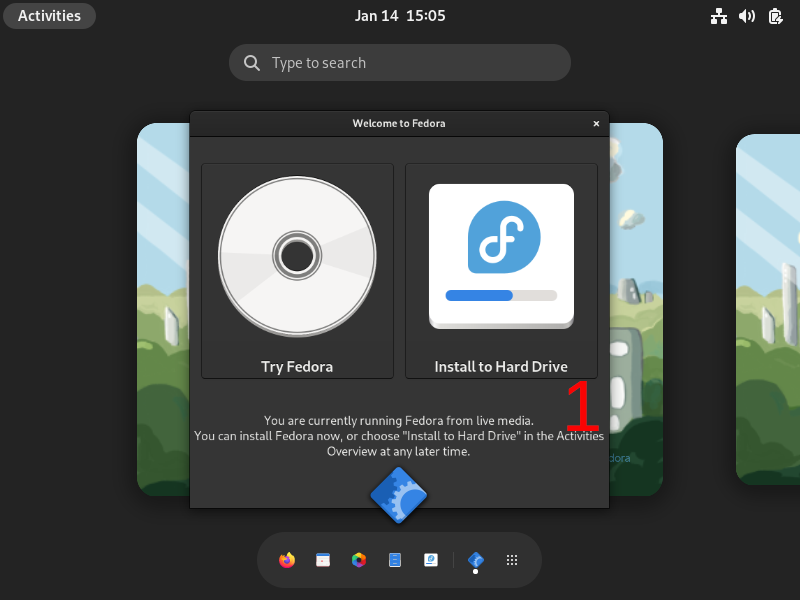 Activities
Jan 14 15:05
Type to search
Welcome to Fedora
Try Fedora
Install to Hard Drive
1
You are currently running Fedora from live media.
You can install Fedora now, or choose "Install to Hard Drive" in the Activities
Overview at any later time.
dora